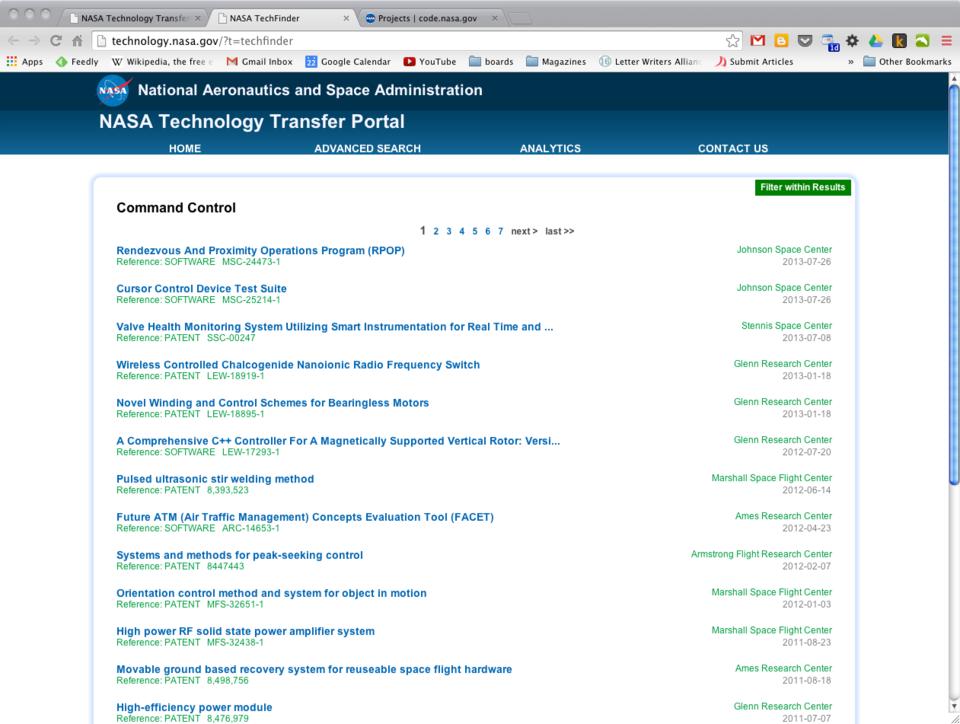 NASA Technology Transfer
NASA TechFinder
Projects | code.nasa.gov
technology.nasa.gov/?t=techfinder
1d
Apps Feedly Wikipedia, the free e Gmail Inbox 22 Google Calendar YouTube boards Magazines Letter Writers Allianc Submit Articles » Other Bookmarks
NASA National Aeronautics and Space Administration
NASA Technology Transfer Portal
HOME ADVANCED SEARCH ANALYTICS CONTACT US
Filter within Results
Command Control
1 2 3 4 5 6 7 next > last >>
Rendezvous And Proximity Operations Program (RPOP) Johnson Space Center
Reference: SOFTWARE MSC-24473-1 2013-07-26
Cursor Control Device Test Suite Johnson Space Center
Reference: SOFTWARE MSC-25214-1 2013-07-26
Valve Health Monitoring System Utilizing Smart Instrumentation for Real Time and ... Stennis Space Center
Reference: PATENT SSC-00247 2013-07-08
Wireless Controlled Chalcogenide Nanoionic Radio Frequency Switch Glenn Research Center
Reference: PATENT LEW-18919-1 2013-01-18
Novel Winding and Control Schemes for Bearingless Motors Glenn Research Center
Reference: PATENT LEW-18895-1 2013-01-18
A Comprehensive C++ Controller For A Magnetically Supported Vertical Rotor: Versi... Glenn Research Center
Reference: SOFTWARE LEW-17293-1 2012-07-20
Pulsed ultrasonic stir welding method Marshall Space Flight Center
Reference: PATENT 8,393,523 2012-06-14
Future ATM (Air Traffic Management) Concepts Evaluation Tool (FACET) Ames Research Center
Reference: SOFTWARE ARC-14653-1 2012-04-23
Systems and methods for peak-seeking control Armstrong Flight Research Center
Reference: PATENT 8447443 2012-02-07
Orientation control method and system for object in motion Marshall Space Flight Center
Reference: PATENT MFS-32651-1 2012-01-03
High power RF solid state power amplifier system Marshall Space Flight Center
Reference: PATENT MFS-32438-1 2011-08-23
Movable ground based recovery system for reuseable space flight hardware Ames Research Center
Reference: PATENT 8,498,756 2011-08-18
High-efficiency power module Glenn Research Center
Reference: PATENT 8,476,979 2011-07-07